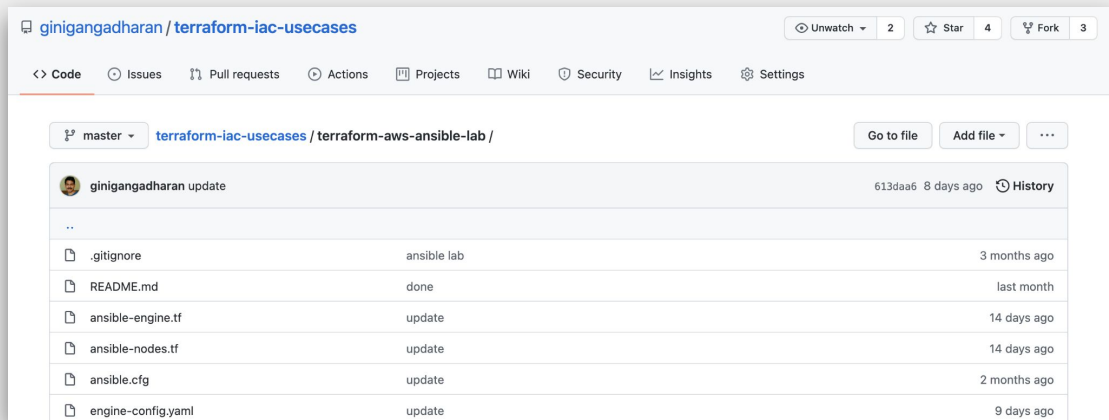 ginigangadharan / terraform-iac-usecases
Unwatch 2 Star 4 Fork 3
Code Issues Pull requests Actions Projects Wiki Security Insights Settings
master terraform-iac-usecases / terraform-aws-ansible-lab / Go to file Add file ...
ginigangadharan update 613daa6 8 days ago History
..
.gitignore ansible lab 3 months ago
README.md done last month
ansible-engine.tf update 14 days ago
ansible-nodes.tf update 14 days ago
ansible.cfg update 2 months ago
engine-config.yaml update 9 days ago